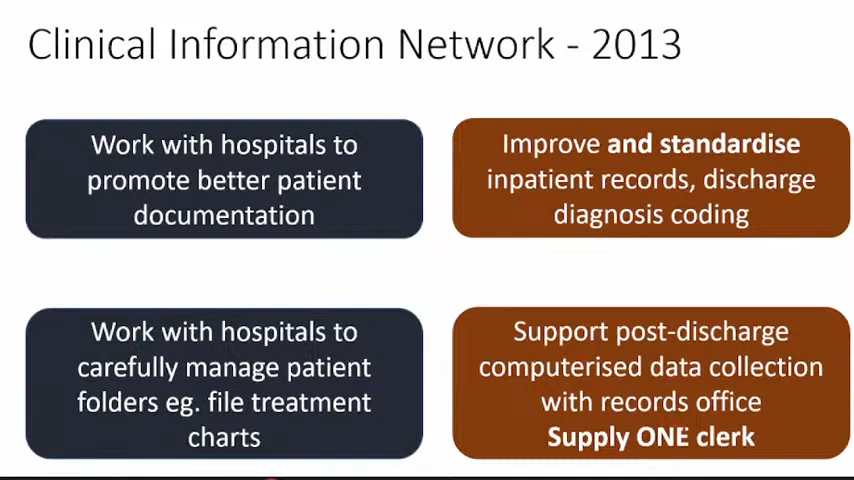 Clinical Information Network - 2013
Work with hospitals to
promote better patient
documentation
Improve and standardise
inpatient records, discharge
diagnosis coding
Work with hospitals to
carefully manage patient
folders eg. file treatment
charts
Support post-discharge
computerised data collection
with records office
Supply ONE clerk